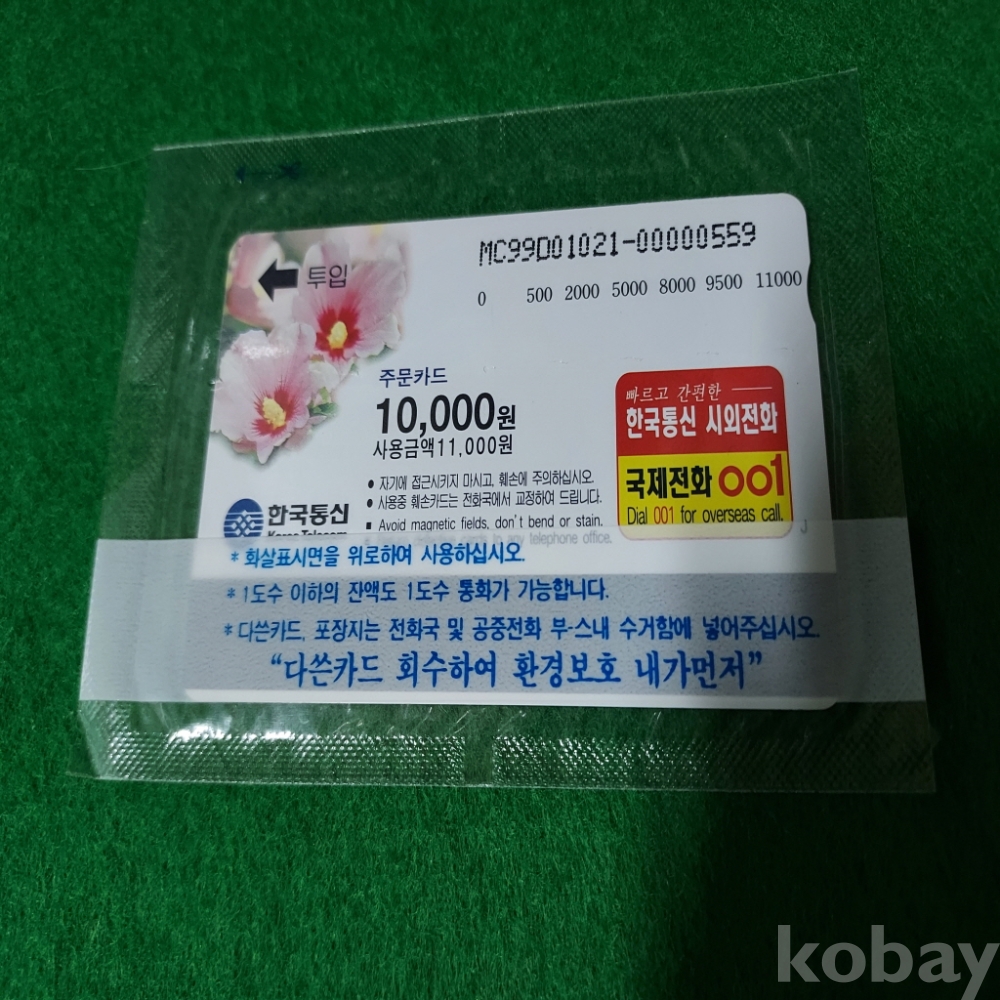 투입
MC99D01021-00000559
0 500 2000 5000 8000 9500 11000
주문카드
10,000원
사용금액11,000원
● 자기에 접근시키지 마시고, 훼손에 주의하십시오.
● 사용중 훼손카드는 전화국에서 교정하여 드립니다.
■ Avoid magnetic fields, don't bend or stain.
cards to any telephone office.
빠르고 간편한
한국통신 시외전화
국제전화 001
Dial 001 for overseas call.
J
한국통신
Korea Telecom
* 화살표시면을 위로하여 사용하십시오.
* 1도수 이하의 잔액도 1도수 통화가 가능합니다.
* 다쓴카드, 포장지는 전화국 및 공중전화 부-스내 수거함에 넣어주십시오.
"다쓴카드 회수하여 환경보호 내가먼저"
kobay